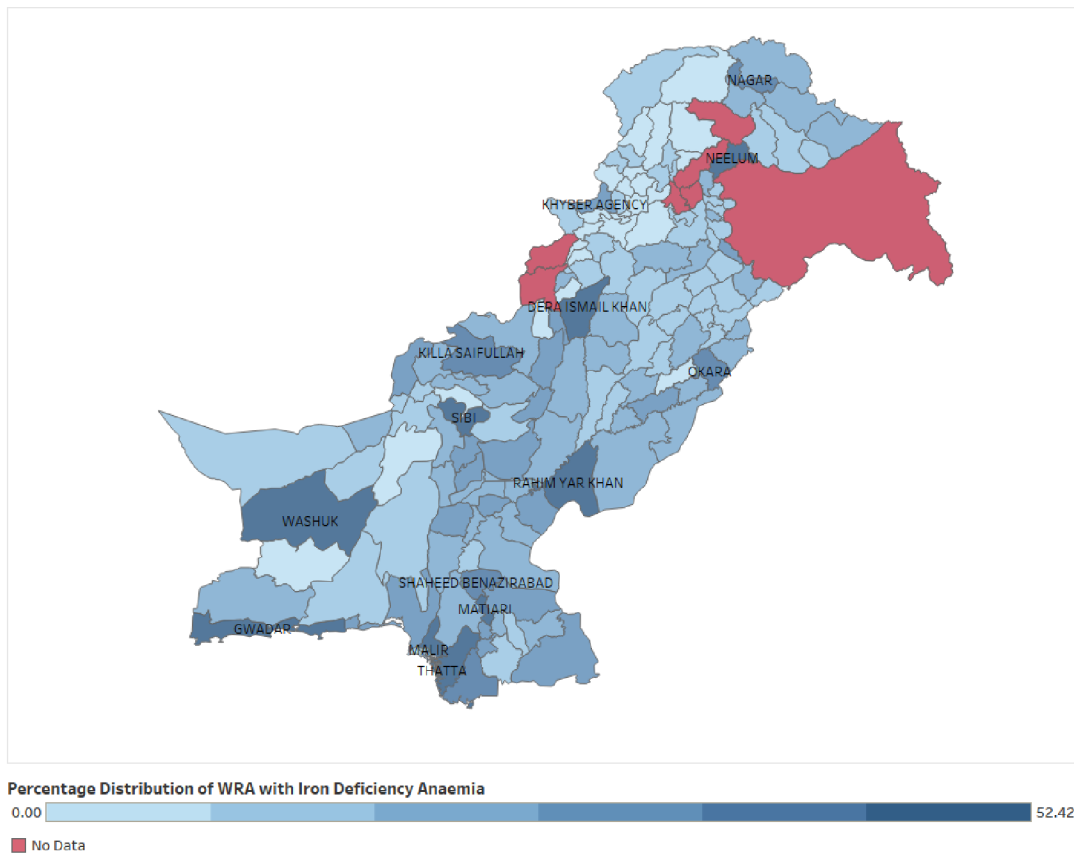 NAGAR
NEELUM
KHYBER AGENCY
DERA ISMAIL KHAN
KILLA SAIFULLAH
OKARA
SIBI
RAHIM YAR KHAN
WASHUK
SHAHEED BENAZIRABAD
MATIARI
GWADAR
MALIR
THATTA
Percentage Distribution of WRA with Iron Deficiency Anaemia
0.00 52.42
No Data